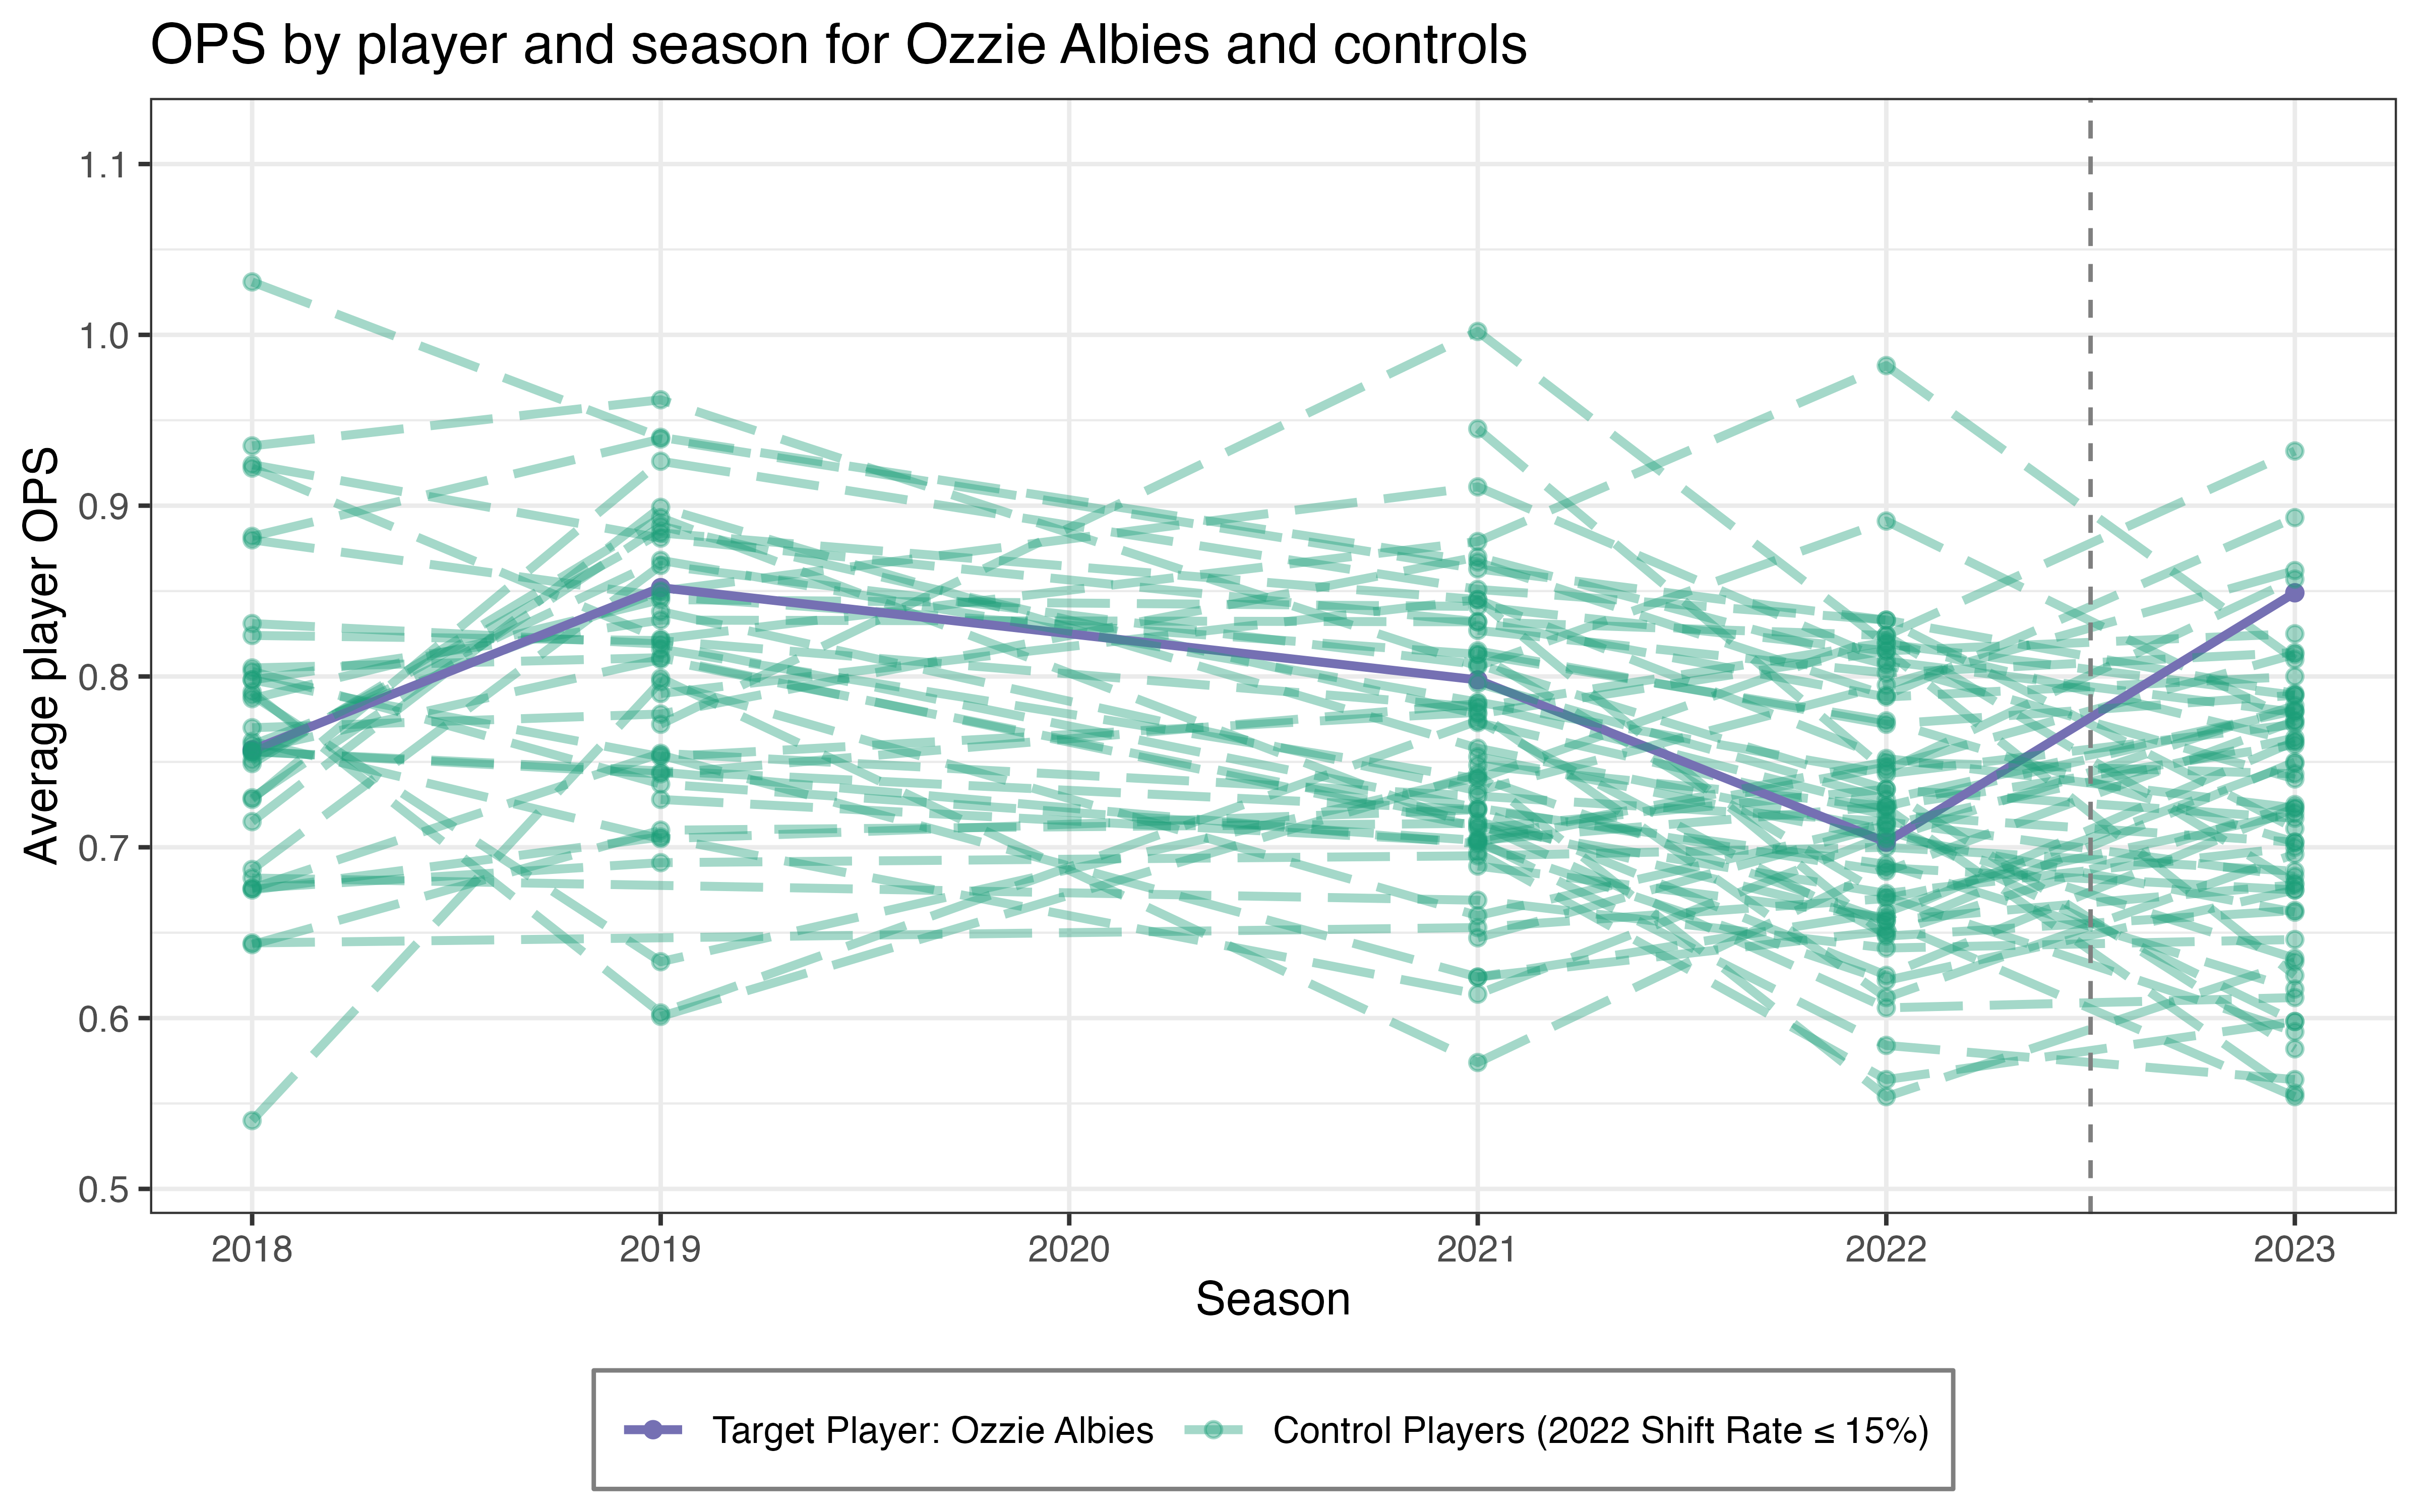 OPS by player and season for Ozzie Albies and controls
Average player OPS
1.1
1.0
0.9
0.8
0.7
0.6
0.5
2018 2019 2020 2021 2022 2023
Season
Target Player: Ozzie Albies Control Players (2022 Shift Rate ≤ 15%)